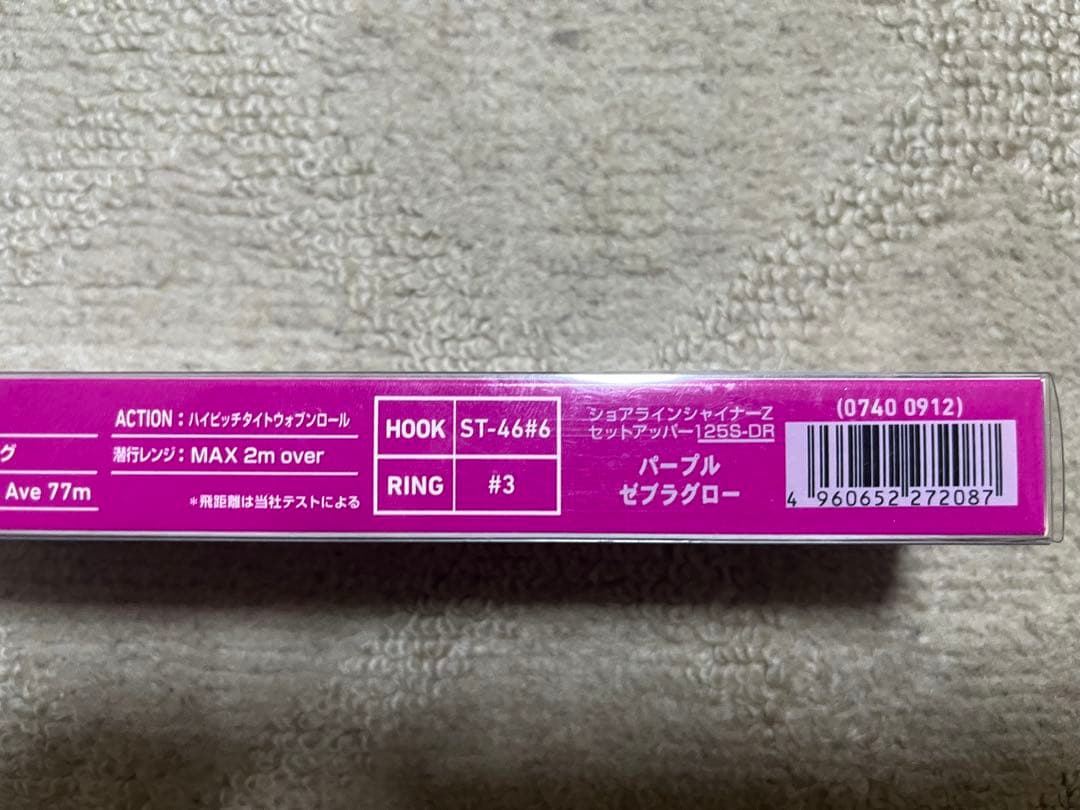 グ
Ave 77m
ACTION：ハイピッチタイトウォブンロール
潜行レンジ：MAX 2m over
*飛距離は当社テストによる
HOOK ST-46#6
RING #3
ショアラインシャイナーZ
セットアッパー125S-DR
パープル
ゼブラグロー
(0740 0912)
4 960652 272087